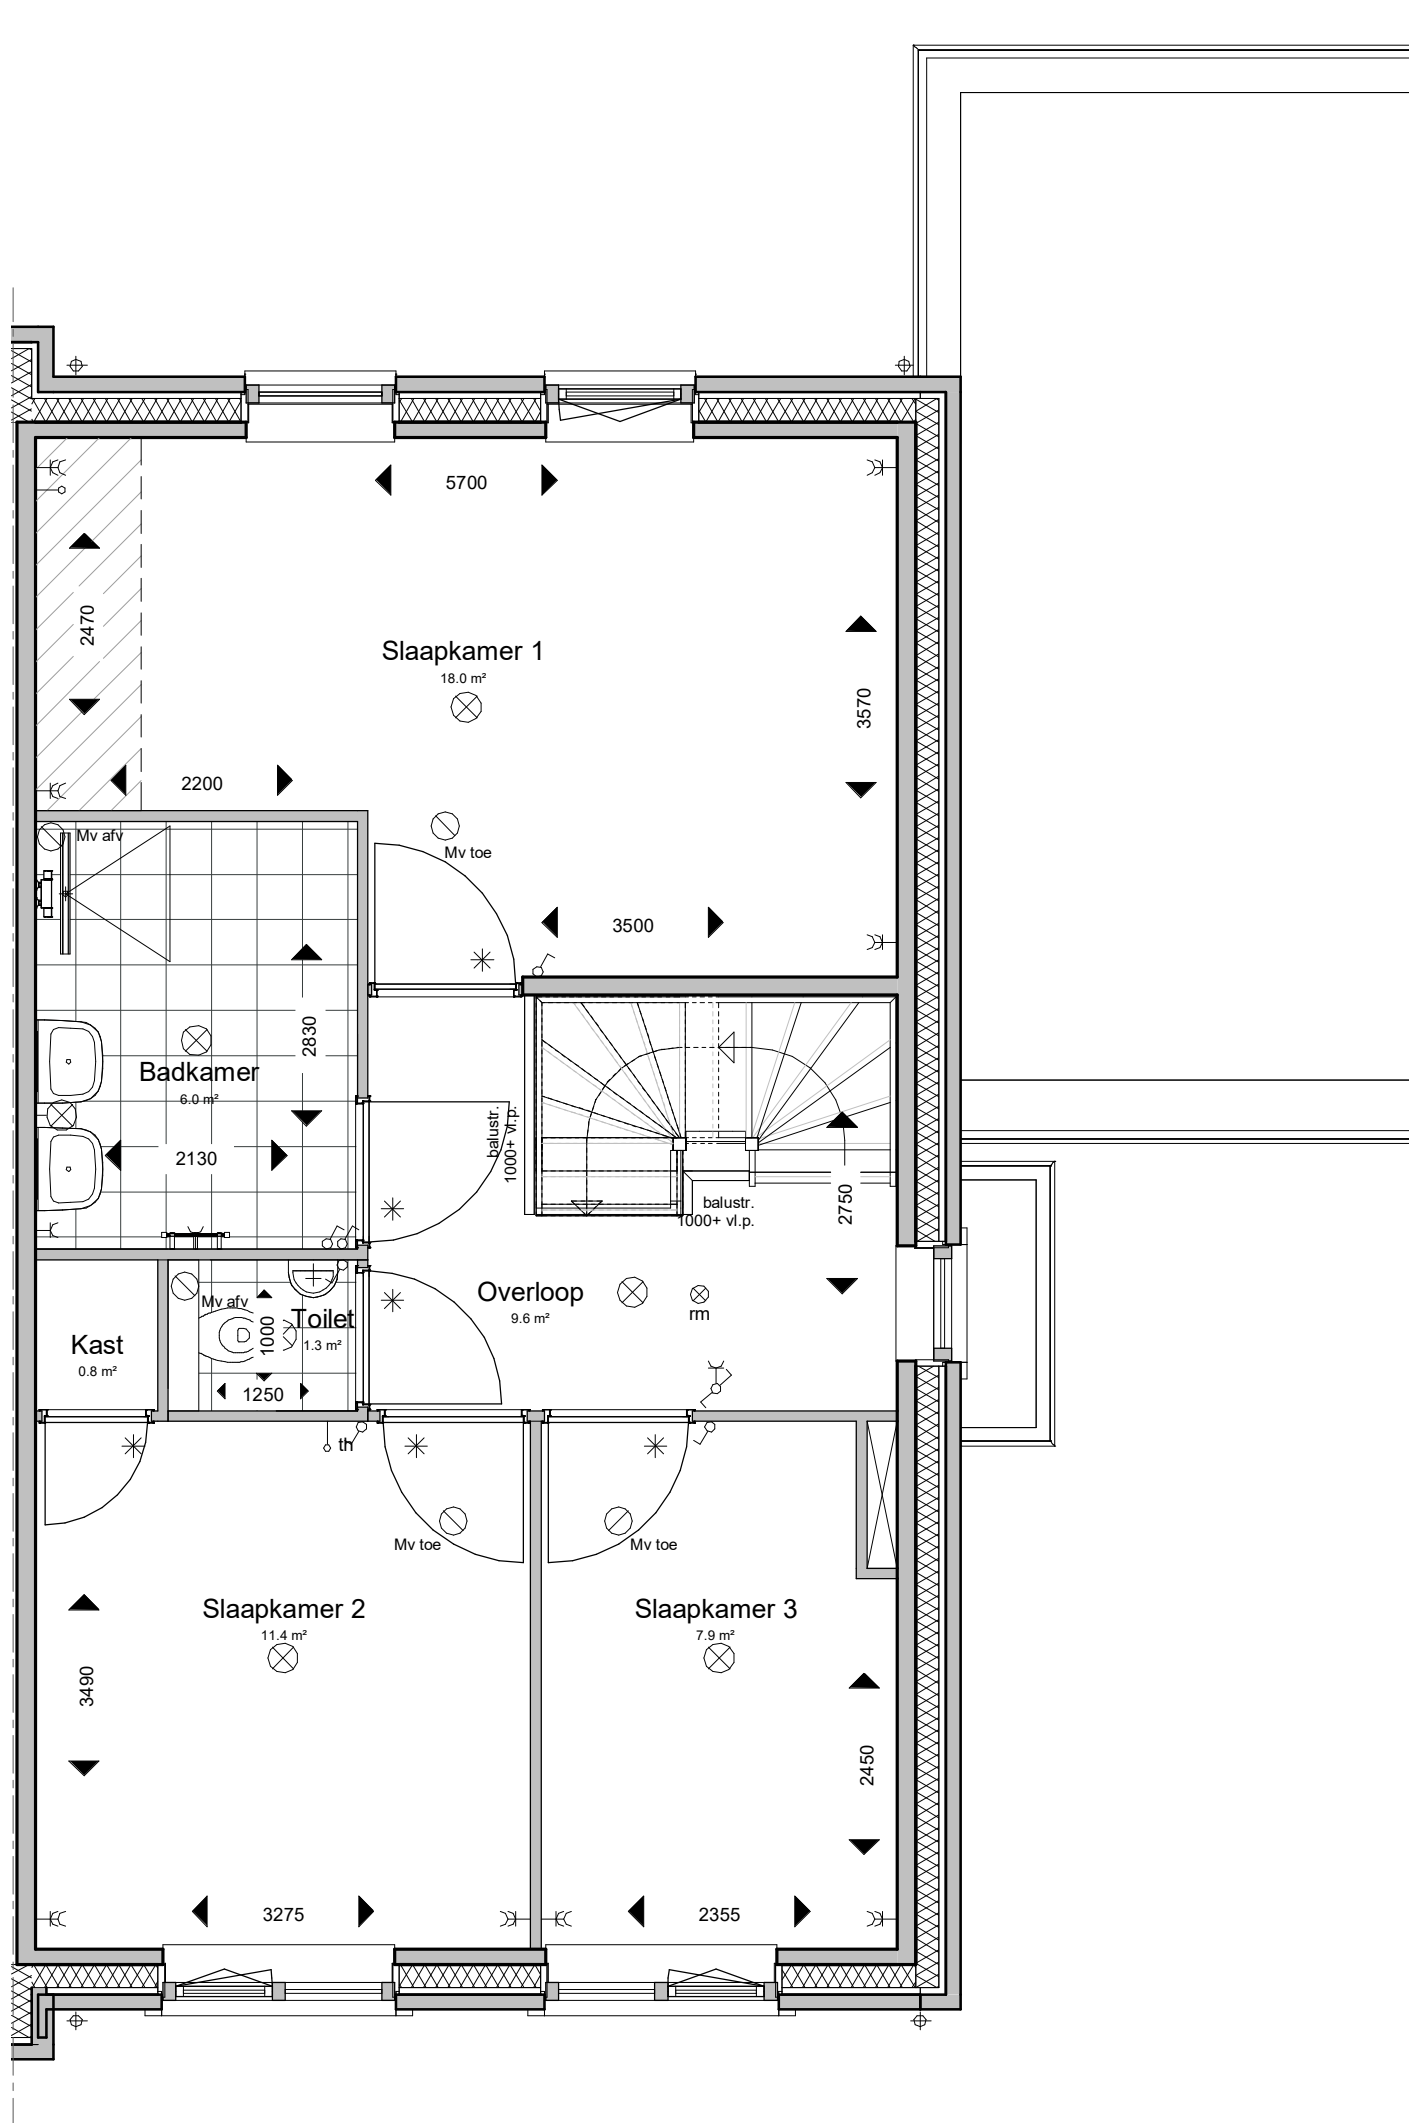 5700
2470
Slaapkamer 1
18.0 m²
3570
2200
Mv afv
Mv toe
3500
2830
Badkamer
6.0 m²
2130
balustr.
1000+ vl.p.
balustr.
1000+ vl.p.
2750
Overloop
9.6 m²
rm
Mv afv
Toilet
1.3 m²
1000
1250
Kast
0.8 m²
th
Mv toe
Mv toe
Slaapkamer 2
11.4 m²
Slaapkamer 3
7.9 m²
3490
2450
3275
2355